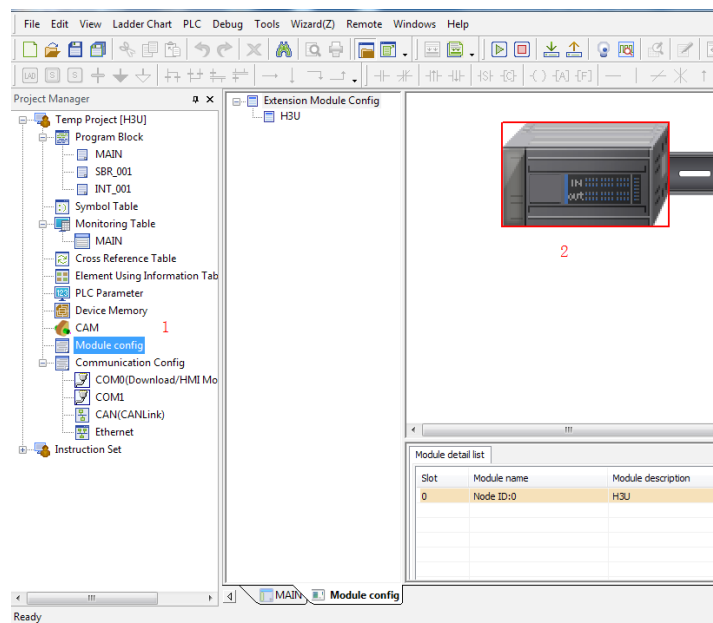 File Edit View Ladder Chart PLC Debug Tools Wizard(Z) Remote Windows Help
LAD S S
Project Manager
Temp Project [H3U]
Program Block
MAIN
SBR_001
INT_001
Symbol Table
Monitoring Table
MAIN
Cross Reference Table
Element Using Information Tab
PLC Parameter
Device Memory
CAM
1
Module config
Communication Config
COM0(Download/HMI Mo
COM1
CAN(CANLink)
Ethernet
Instruction Set
Extension Module Config
H3U
IN
out
2
Module detail list
Slot Module name Module description
0 Node ID:0 H3U
MAIN Module config
Ready